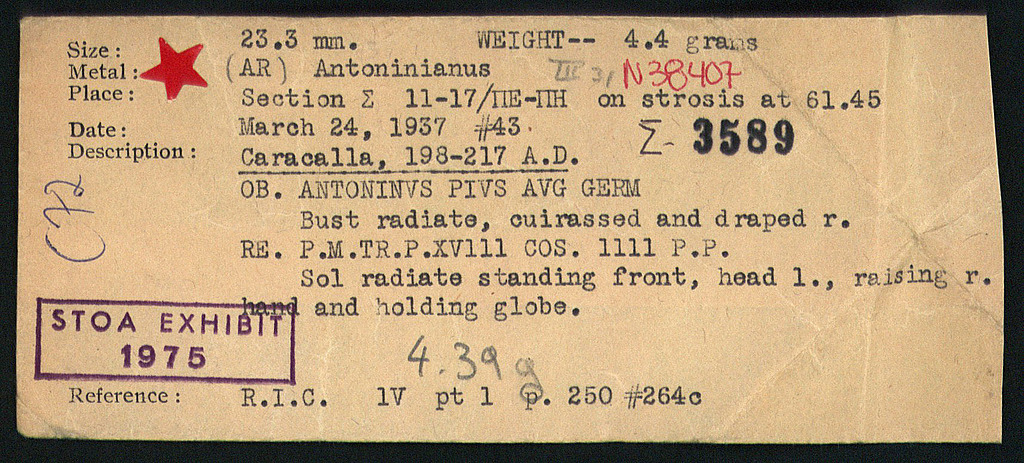 Size: 23.3 mm. WEIGHT-- 4.4 grams
Metal: (AR) Antoninianus III 31 N38407
Place: Section Σ 11-17/ΠΕ-ΠΗ on strosis at 61.45
Date: March 24, 1937 #43. Σ- 3589
Description: Caracalla, 198-217 A.D.
OB. ANTONINVS PIVS AVG GERM
Bust radiate, cuirassed and draped r.
RE. P.M.TR.P.XV111 COS. 1111 P.P.
Sol radiate standing front, head l., raising r.
hand and holding globe.
STOA EXHIBIT
1975
4.39 g
Reference: R.I.C. 1V pt 1 p. 250 #264c